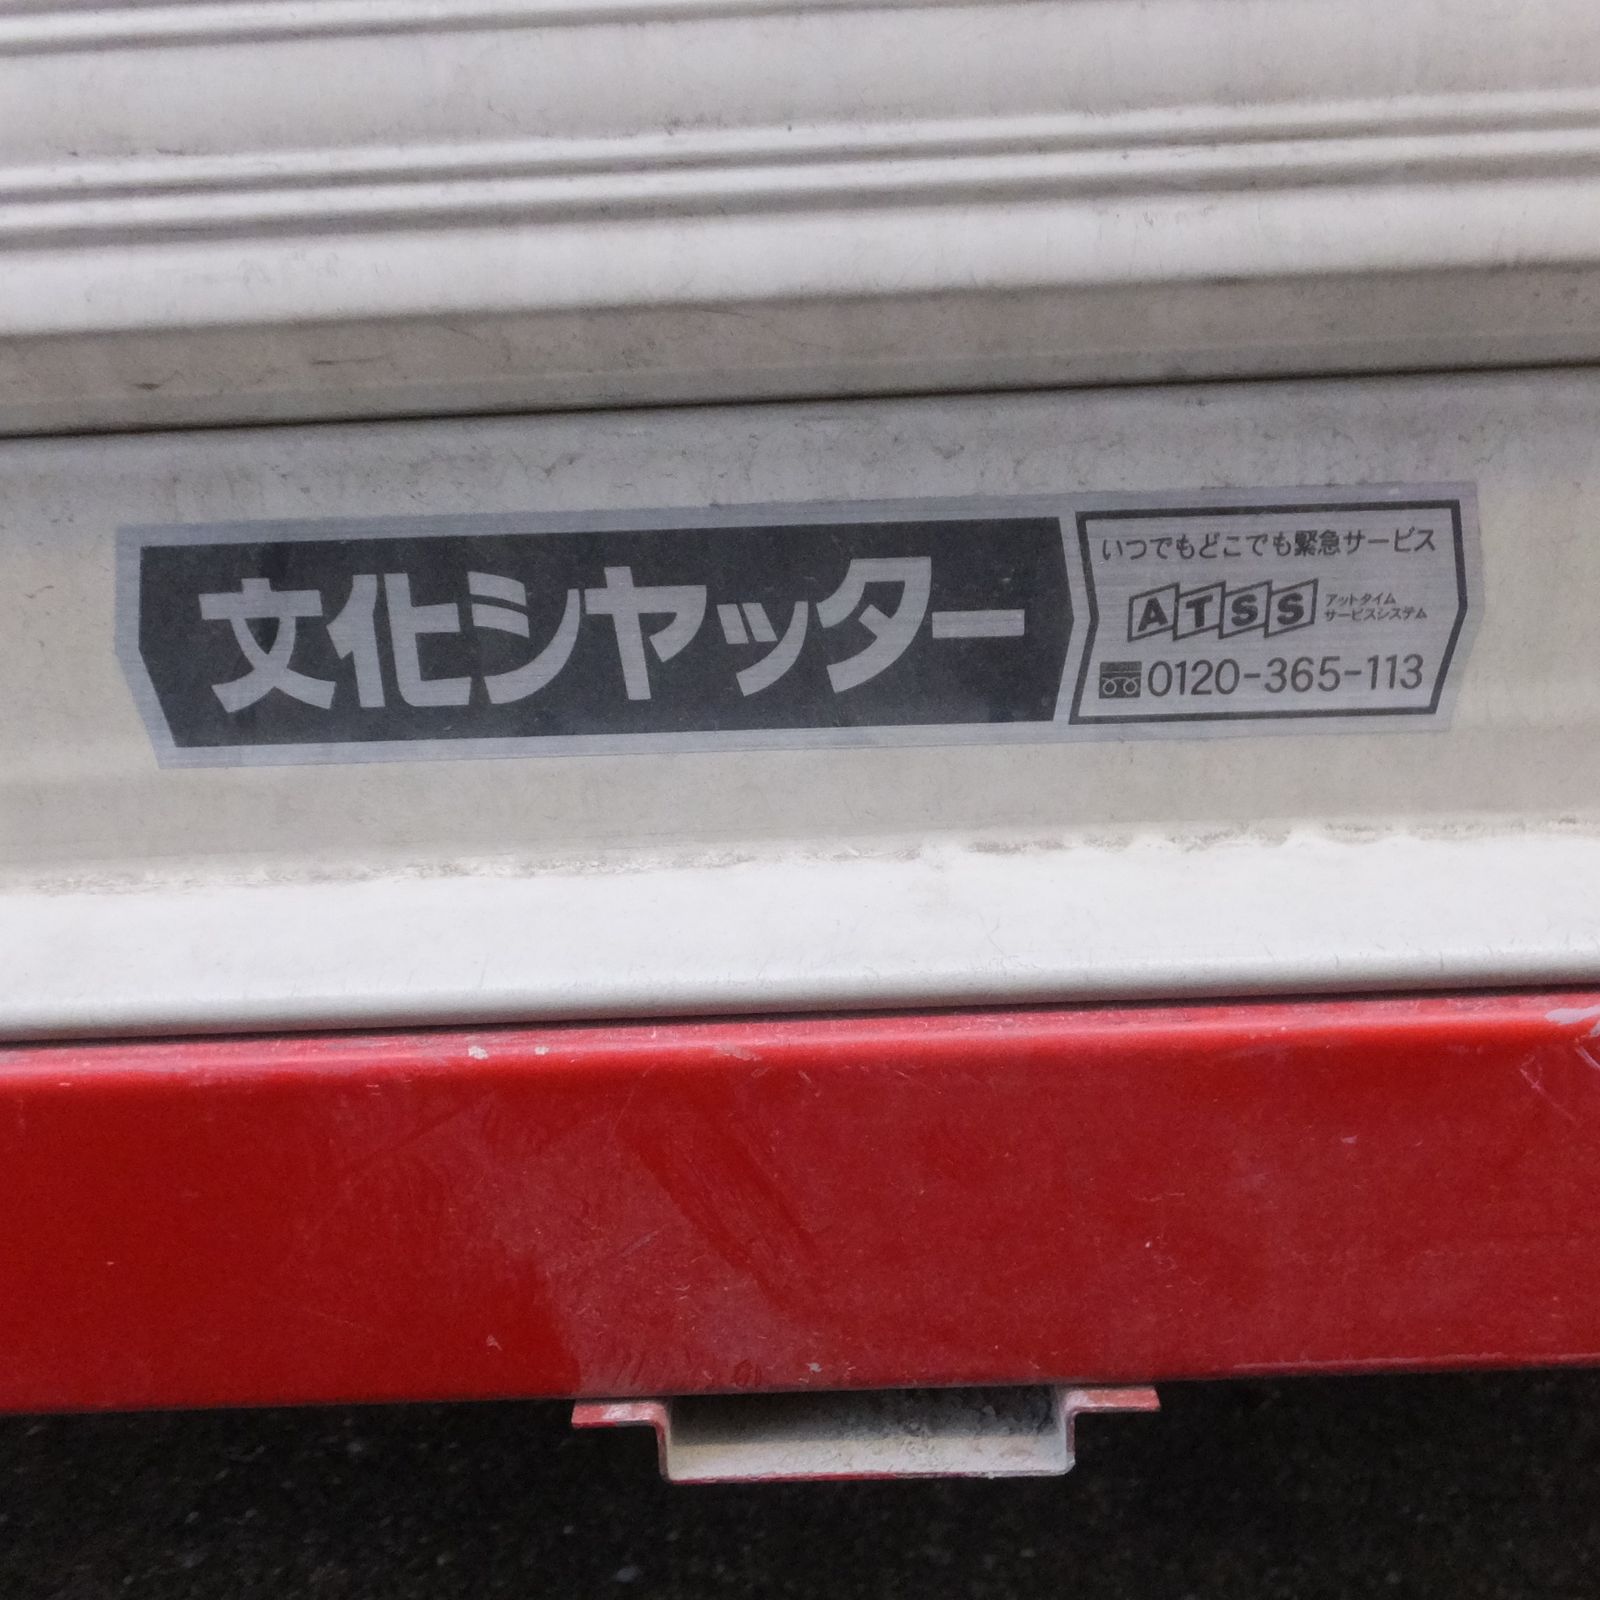 文化シヤッター
いつでもどこでも緊急サービス
ATSS
アットタイム
サービスシステム
0120-365-113